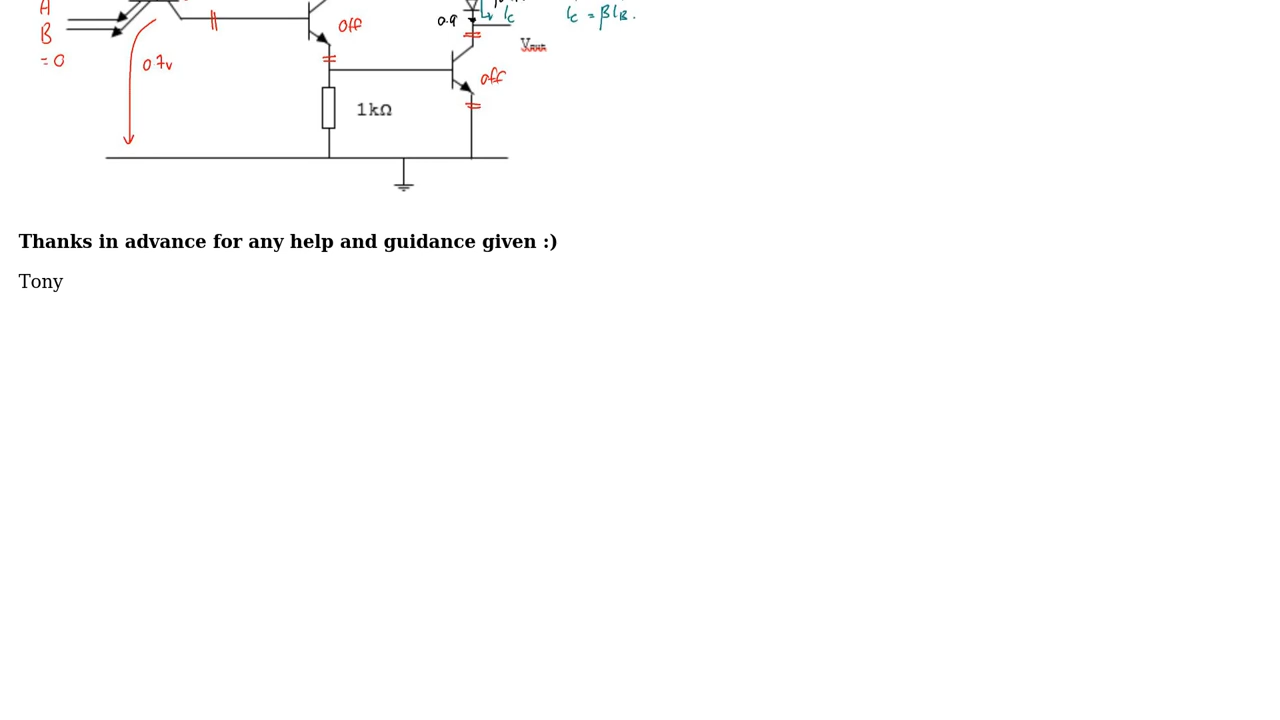 A
B
= 0
0.7v
Off
0.9
Ic
Ic = βIB.
off
1kΩ
Thanks in advance for any help and guidance given :)
Tony